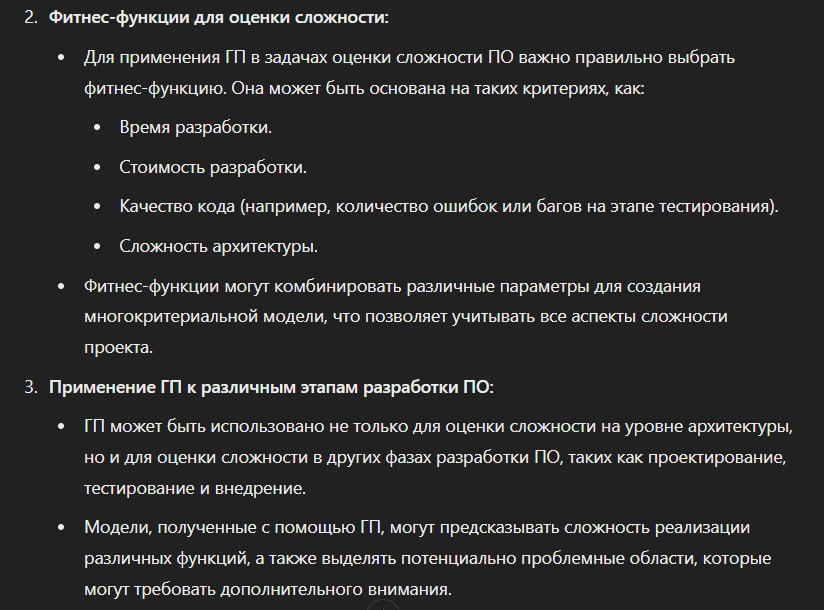 2. Фитнес-функции для оценки сложности:
• Для применения ГП в задачах оценки сложности ПО важно правильно выбрать
фитнес-функцию. Она может быть основана на таких критериях, как:
• Время разработки.
• Стоимость разработки.
• Качество кода (например, количество ошибок или багов на этапе тестирования).
• Сложность архитектуры.
• Фитнес-функции могут комбинировать различные параметры для создания
многокритериальной модели, что позволяет учитывать все аспекты сложности
проекта.
3. Применение ГП к различным этапам разработки ПО:
• ГП может быть использовано не только для оценки сложности на уровне архитектуры,
но и для оценки сложности в других фазах разработки ПО, таких как проектирование,
тестирование и внедрение.
• Модели, полученные с помощью ГП, могут предсказывать сложность реализации
различных функций, а также выделять потенциально проблемные области, которые
могут требовать дополнительного внимания.